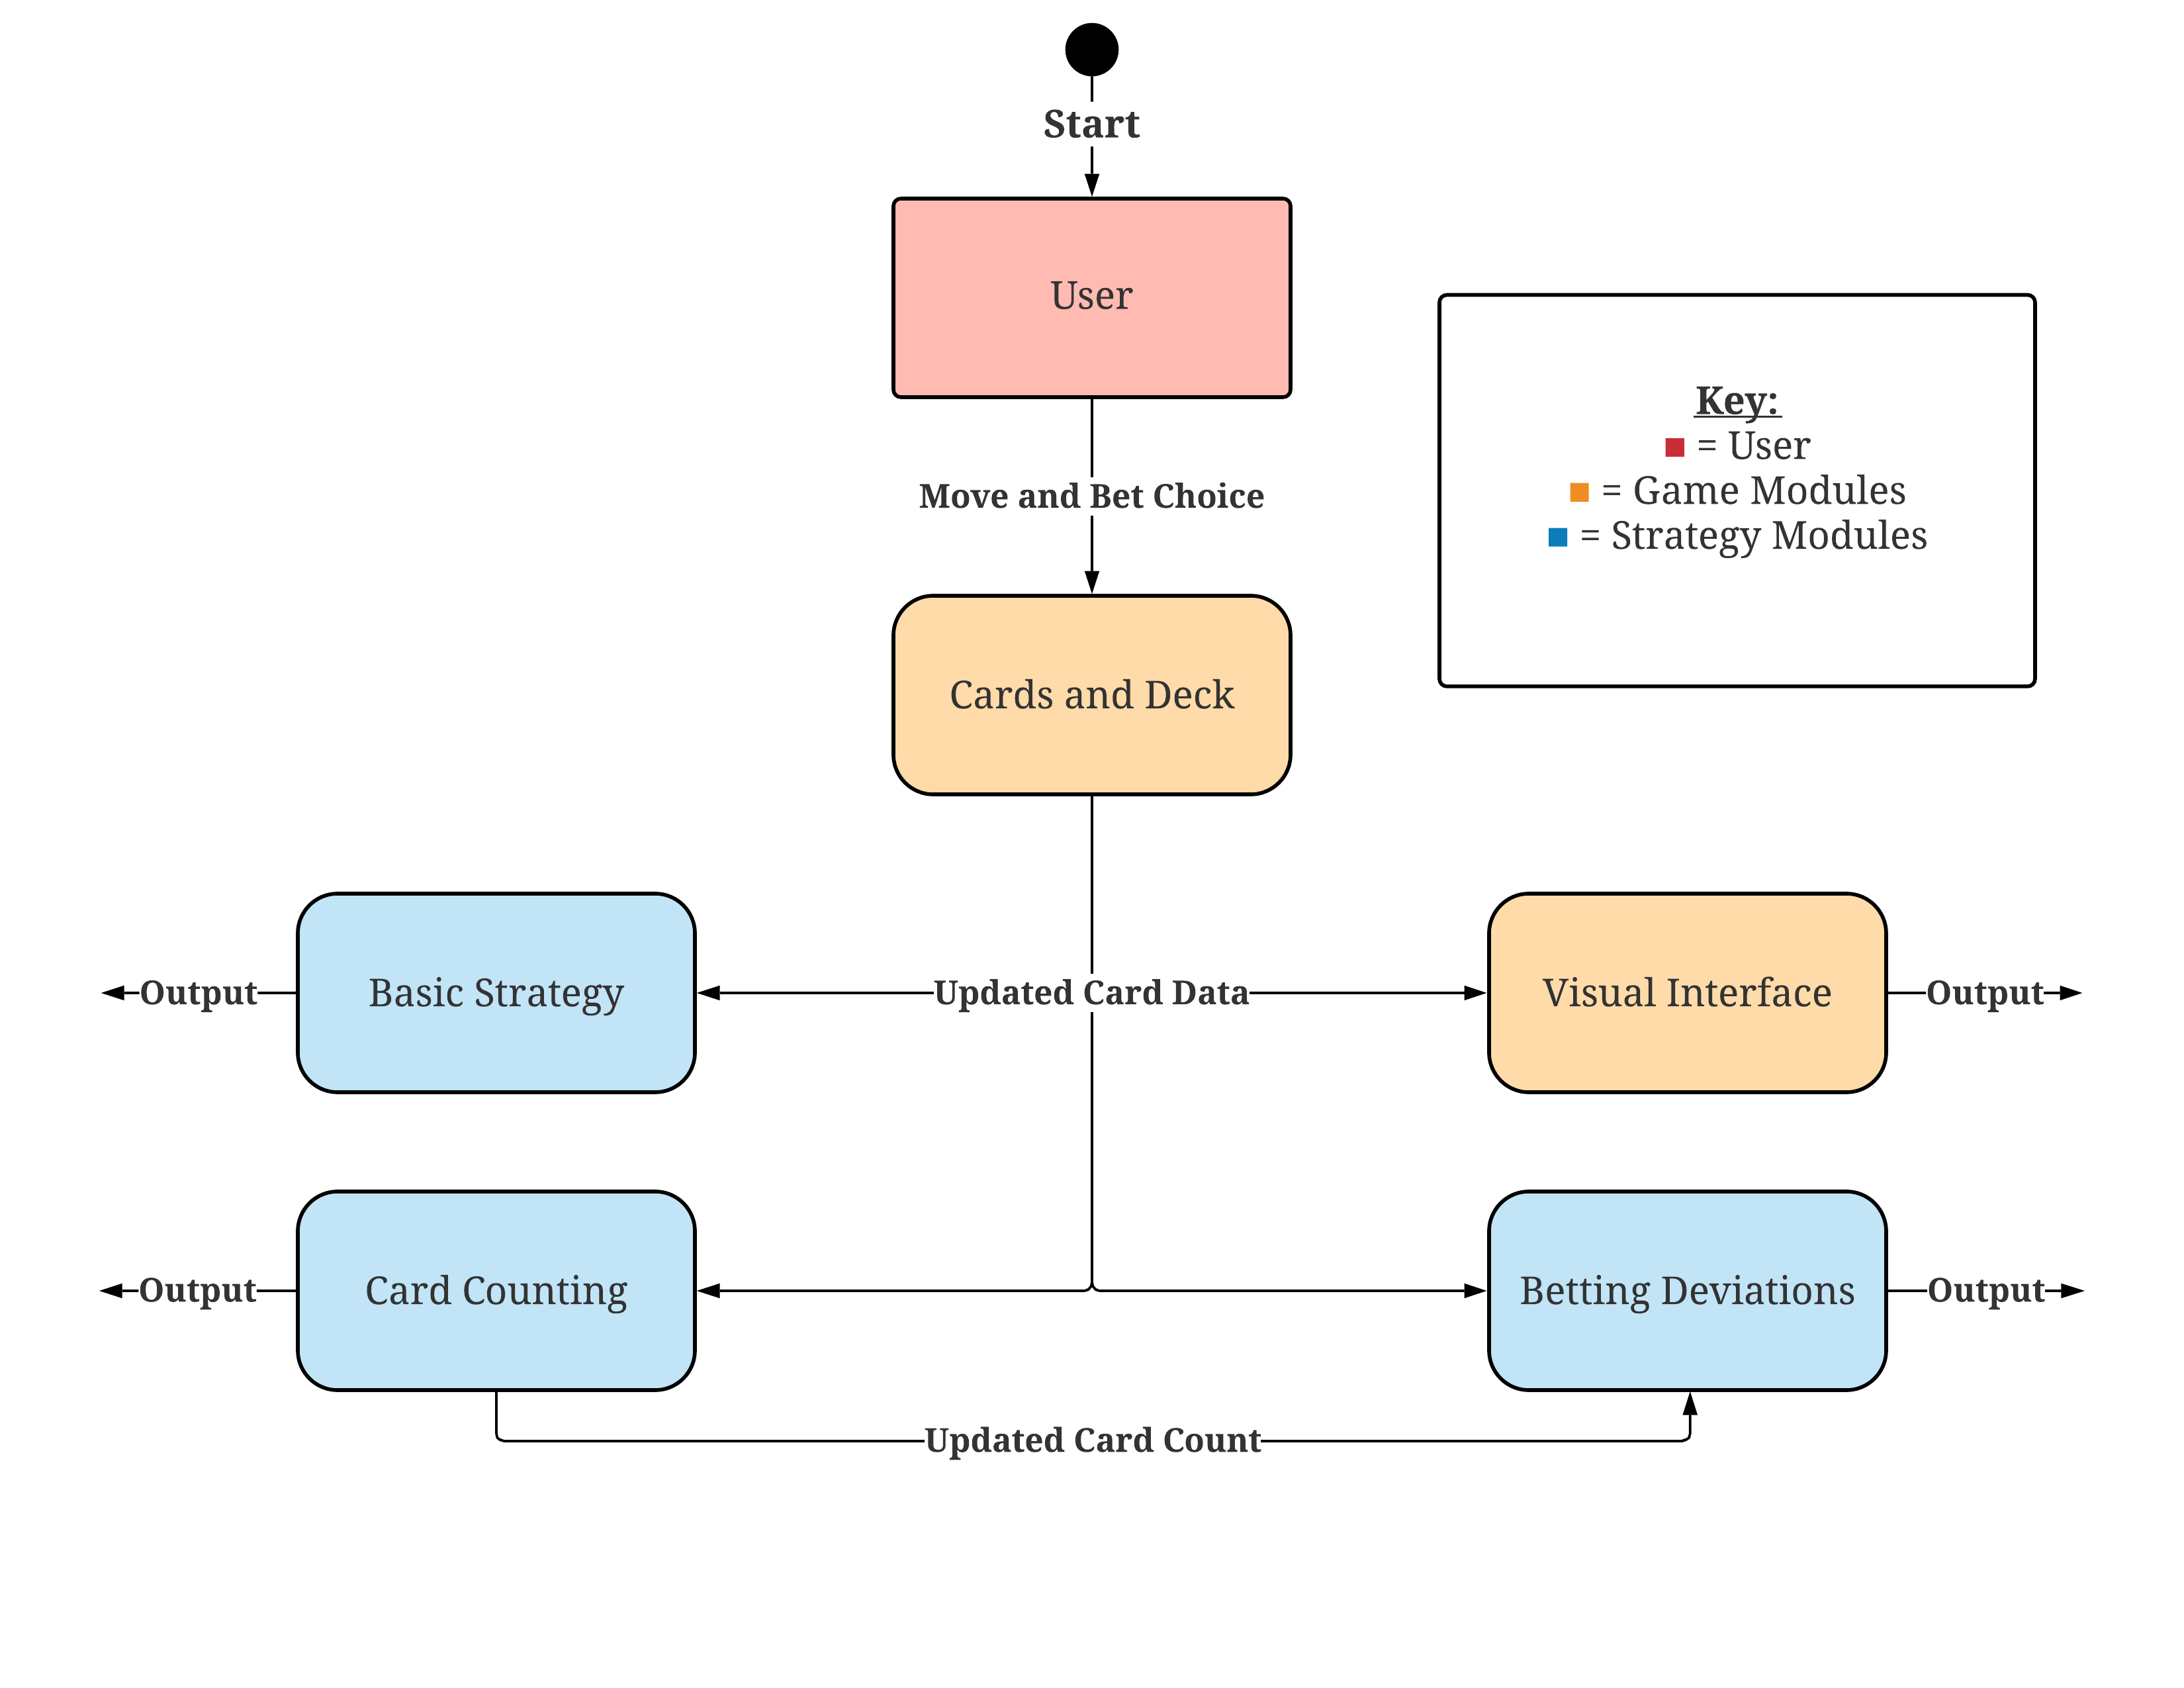 Start
User
Move and Bet Choice
Key:
= User
= Game Modules
= Strategy Modules
Cards and Deck
Output
Basic Strategy
Updated Card Data
Visual Interface
Output
Output
Card Counting
Betting Deviations
Output
Updated Card Count